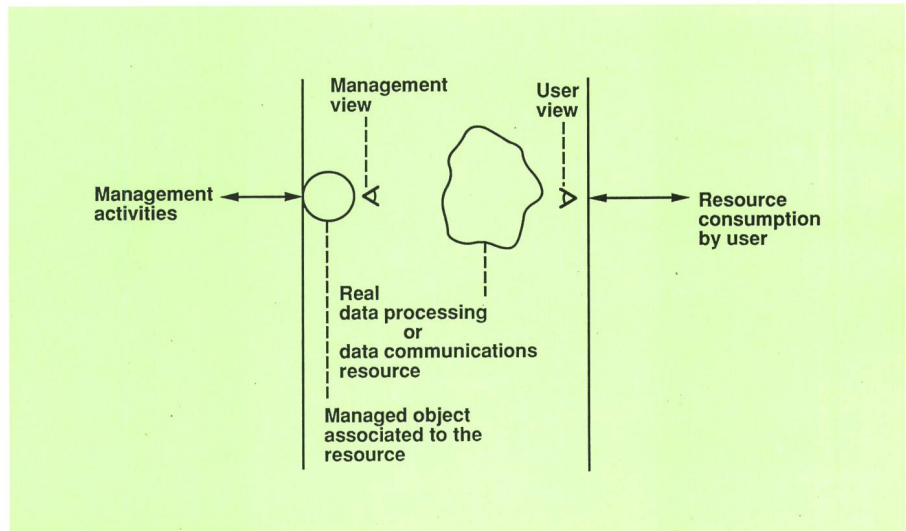 Management
view
User
view
Management
activities
Resource
consumption
by user
Real
data processing
or
data communications
resource
Managed object
associated to the
resource